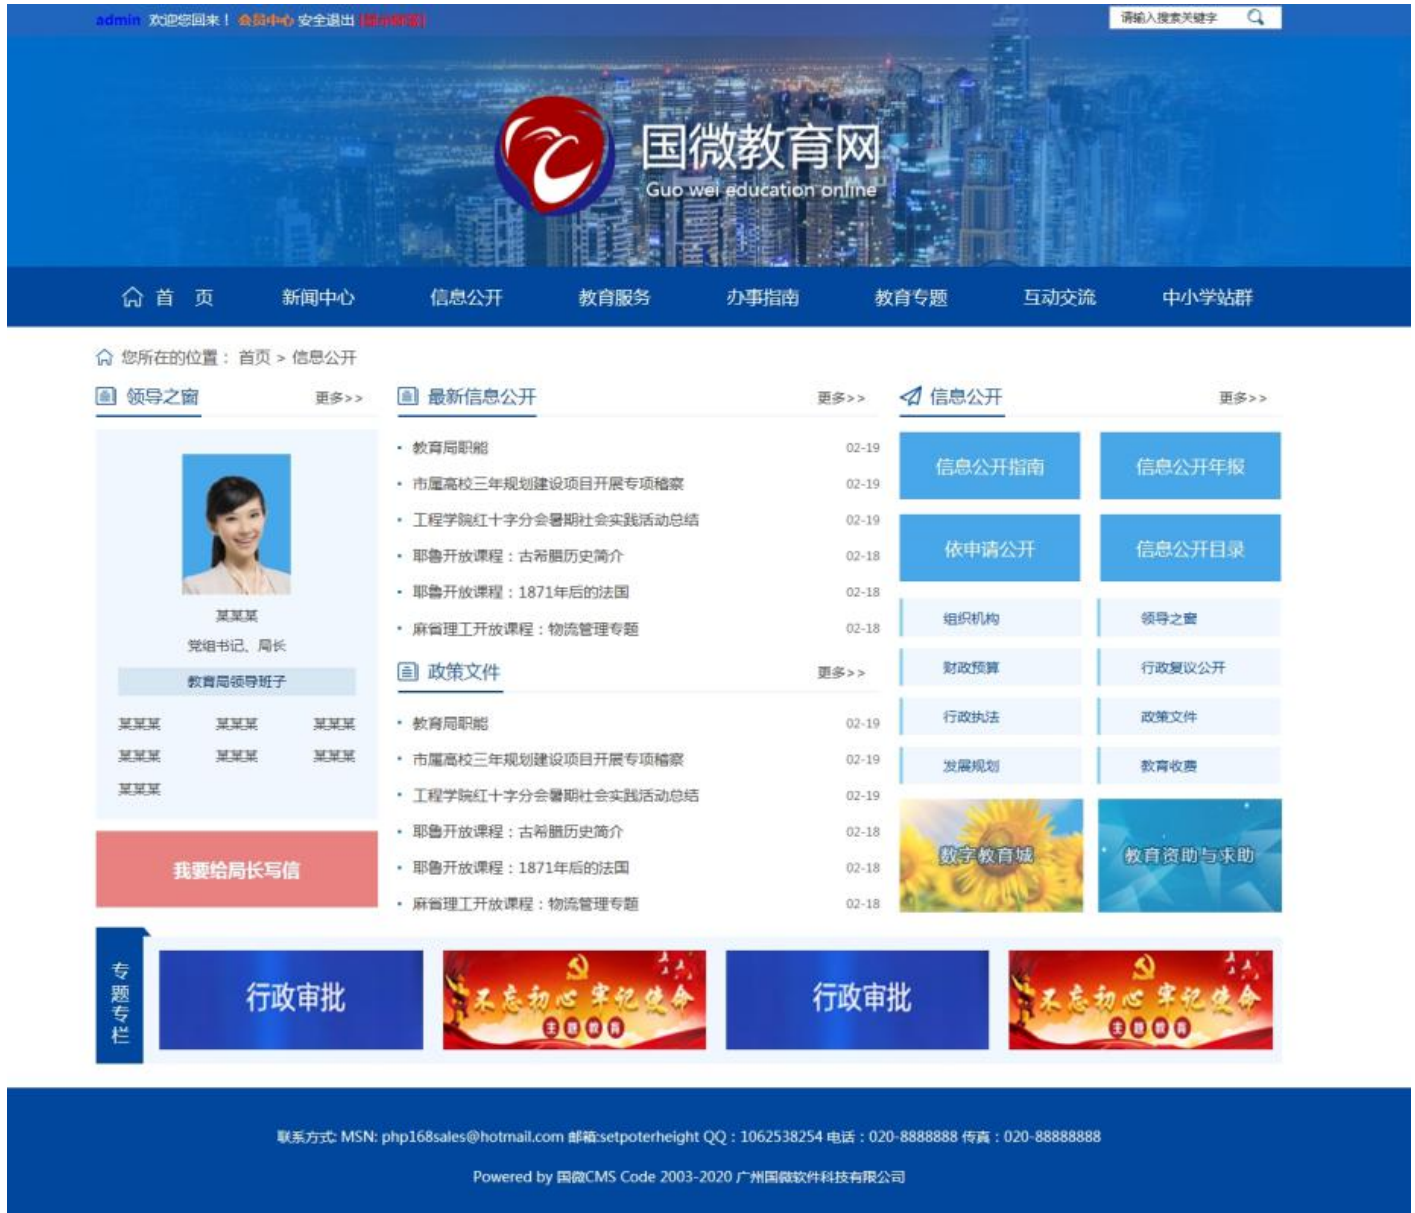 admin 欢迎您回来！ 会员中心 安全退出
请输入搜索关键字
国微教育网
Guo wei education online
首 页 新闻中心 信息公开 教育服务 办事指南 教育专题 互动交流 中小学站群
您所在的位置： 首页 > 信息公开
领导之窗 更多>>
某某某
党组书记、局长
教育局领导班子
某某某 某某某 某某某
某某某 某某某 某某某
某某某
我要给局长写信
最新信息公开 更多>>
• 教育局职能 02-19
• 市属高校三年规划建设项目开展专项稽察 02-19
• 工程学院红十字分会暑期社会实践活动总结 02-19
• 耶鲁开放课程：古希腊历史简介 02-18
• 耶鲁开放课程：1871年后的法国 02-18
• 麻省理工开放课程：物流管理专题 02-18
政策文件 更多>>
• 教育局职能 02-19
• 市属高校三年规划建设项目开展专项稽察 02-19
• 工程学院红十字分会暑期社会实践活动总结 02-19
• 耶鲁开放课程：古希腊历史简介 02-18
• 耶鲁开放课程：1871年后的法国 02-18
• 麻省理工开放课程：物流管理专题 02-18
信息公开 更多>>
信息公开指南 信息公开年报
依申请公开 信息公开目录
组织机构 领导之窗
财政预算 行政复议公开
行政执法 政策文件
发展规划 教育收费
数字教育城 教育资助与求助
专题专栏
行政审批
不忘初心 牢记使命
主题教育
行政审批
不忘初心 牢记使命
主题教育
联系方式: MSN: php168sales@hotmail.com 邮箱:setpoterheight QQ：1062538254 电话：020-8888888 传真：020-88888888
Powered by 国微CMS Code 2003-2020 广州国微软件科技有限公司